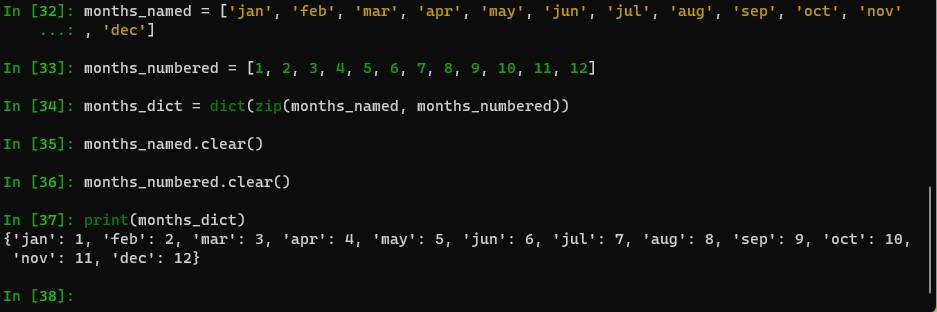 In [32]: months_named = ['jan', 'feb', 'mar', 'apr', 'may', 'jun', 'jul', 'aug', 'sep', 'oct', 'nov'
    ...: , 'dec']
In [33]: months_numbered = [1, 2, 3, 4, 5, 6, 7, 8, 9, 10, 11, 12]
In [34]: months_dict = dict(zip(months_named, months_numbered))
In [35]: months_named.clear()
In [36]: months_numbered.clear()
In [37]: print(months_dict)
{'jan': 1, 'feb': 2, 'mar': 3, 'apr': 4, 'may': 5, 'jun': 6, 'jul': 7, 'aug': 8, 'sep': 9, 'oct': 10,
 'nov': 11, 'dec': 12}
In [38]: